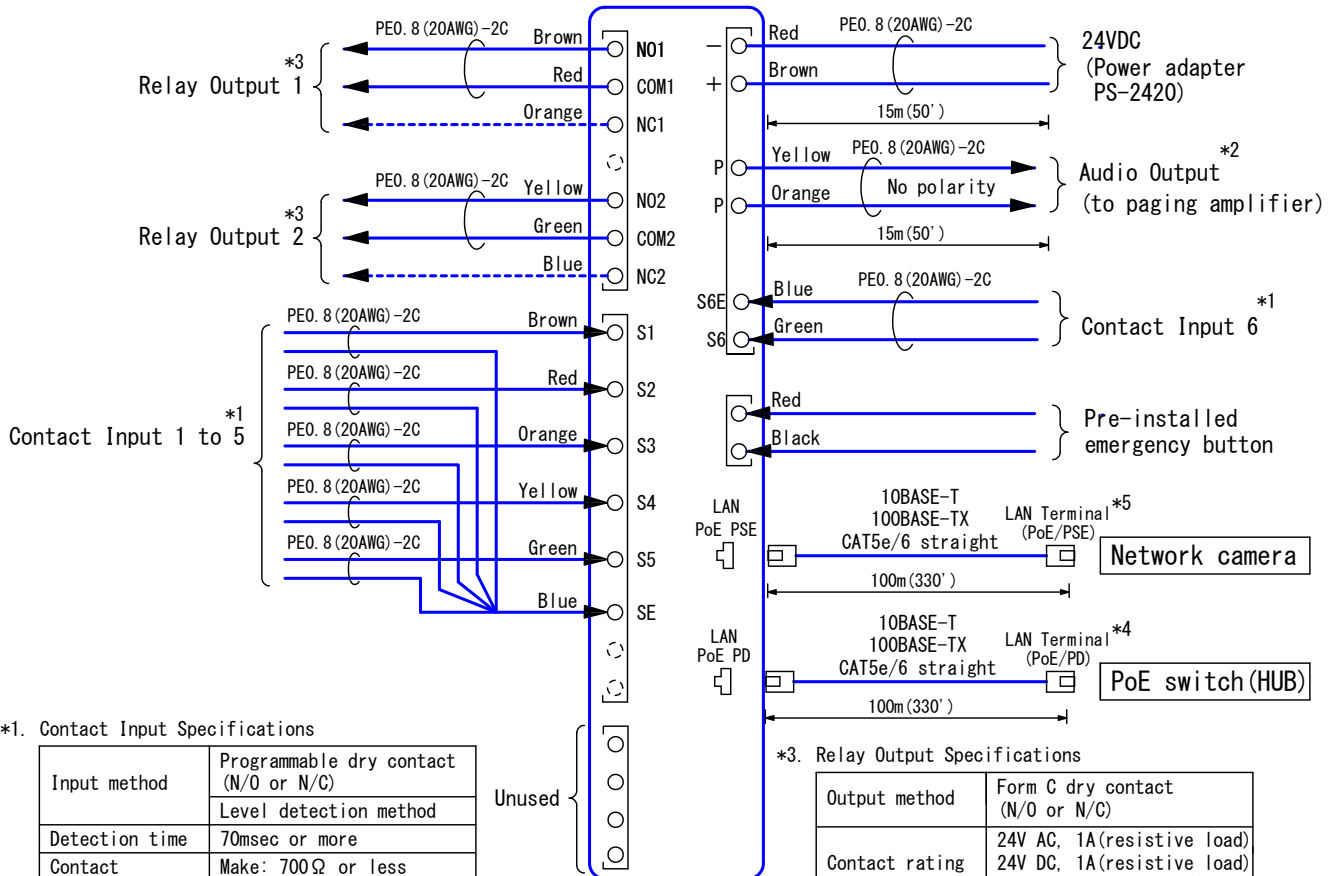 PE0.8(20AWG)-2C
Brown
NO1
*3
Relay Output 1
Red
COM1
Orange
NC1
PE0.8(20AWG)-2C
Yellow
NO2
*3
Relay Output 2
Green
COM2
Blue
NC2
PE0.8(20AWG)-2C
Brown
S1
PE0.8(20AWG)-2C
Red
S2
*1
Contact Input 1 to 5
PE0.8(20AWG)-2C
Orange
S3
PE0.8(20AWG)-2C
Yellow
S4
PE0.8(20AWG)-2C
Green
S5
Blue
SE
Unused
−
Red
PE0.8(20AWG)-2C
+
Brown
24VDC
(Power adapter
PS-2420)
15m(50')
P
Yellow
PE0.8(20AWG)-2C
P
Orange
No polarity
*2
Audio Output
(to paging amplifier)
15m(50')
S6E
Blue
PE0.8(20AWG)-2C
S6
Green
*1
Contact Input 6
Red
Black
Pre-installed
emergency button
LAN
PoE PSE
10BASE-T
100BASE-TX
CAT5e/6 straight
LAN Terminal
*5
(PoE/PSE)
Network camera
100m(330')
LAN
PoE PD
10BASE-T
100BASE-TX
CAT5e/6 straight
LAN Terminal
*4
(PoE/PD)
PoE switch(HUB)
100m(330')
*1. Contact Input Specifications
Input method
Programmable dry contact
(N/O or N/C)
Level detection method
Detection time
70msec or more
Contact
Make: 700Ω or less
*3. Relay Output Specifications
Output method
Form C dry contact
(N/O or N/C)
Contact rating
24V AC, 1A(resistive load)
24V DC, 1A(resistive load)